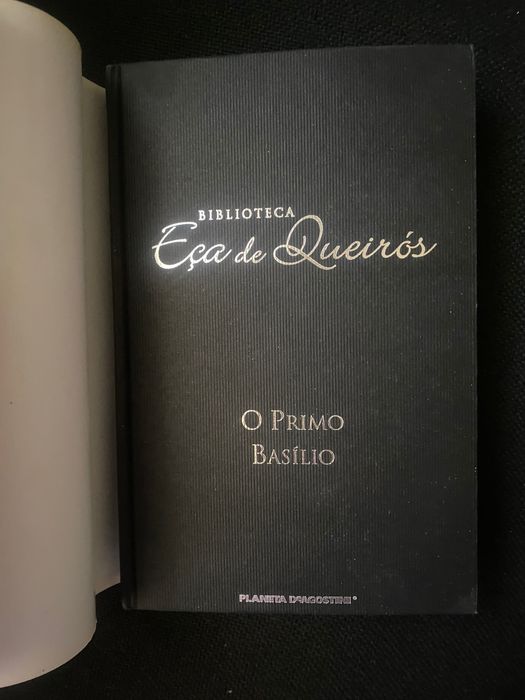 BIBLIOTECA
Eça de Queirós
O PRIMO
BASÍLIO
PLANETA DeAGOSTINI®